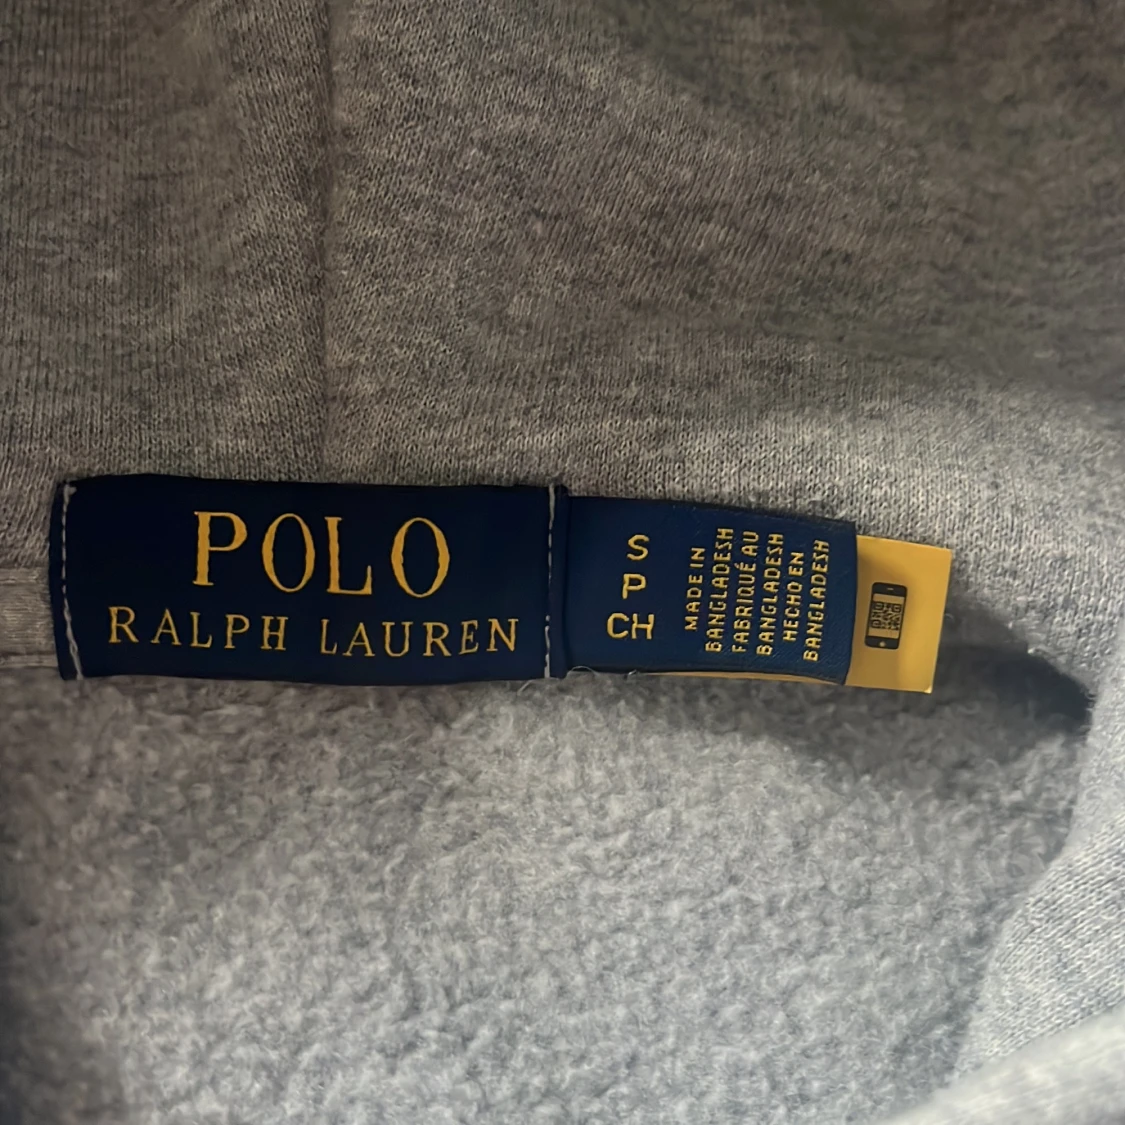 POLO
RALPH LAUREN
S
P
CH
MADE IN
BANGLADESH
FABRIQUÉ AU
BANGLADESH
HECHO EN
BANGLADESH